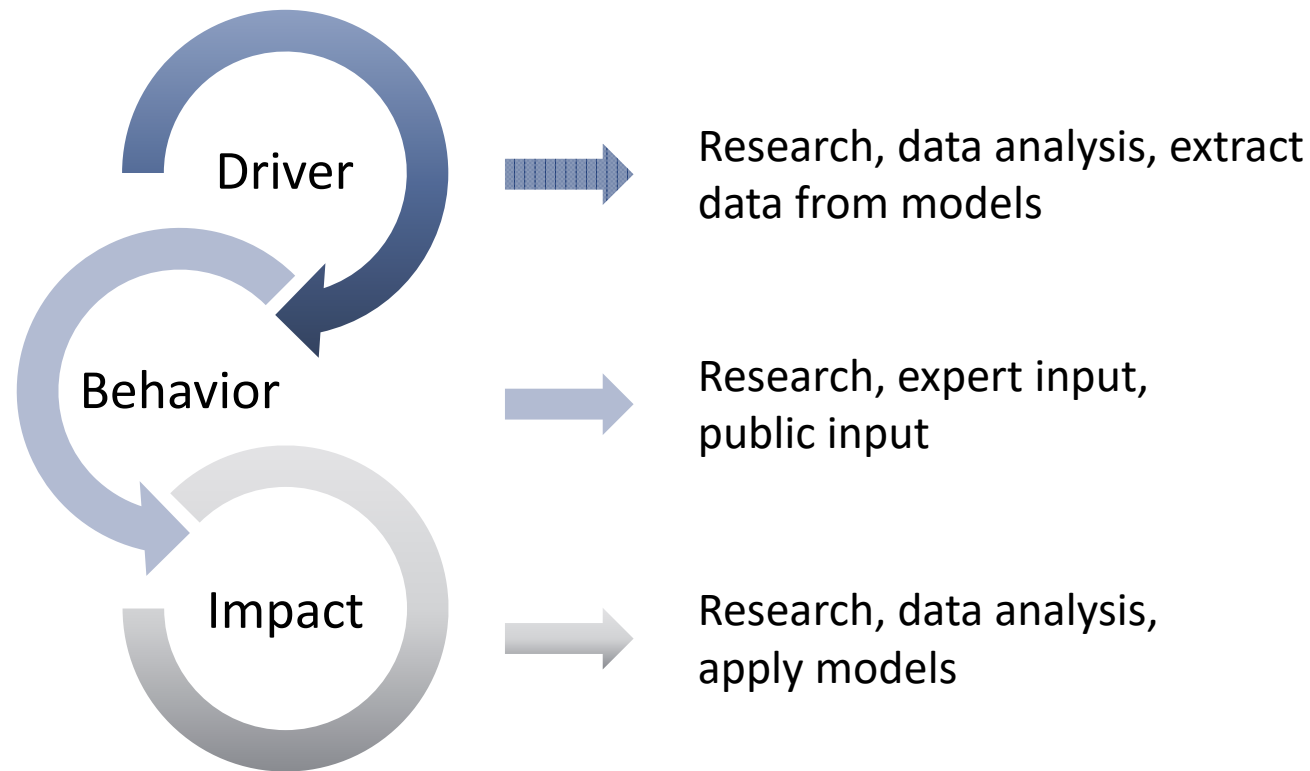 Driver
Research, data analysis, extract
data from models
Behavior
Research, expert input,
public input
Impact
Research, data analysis,
apply models